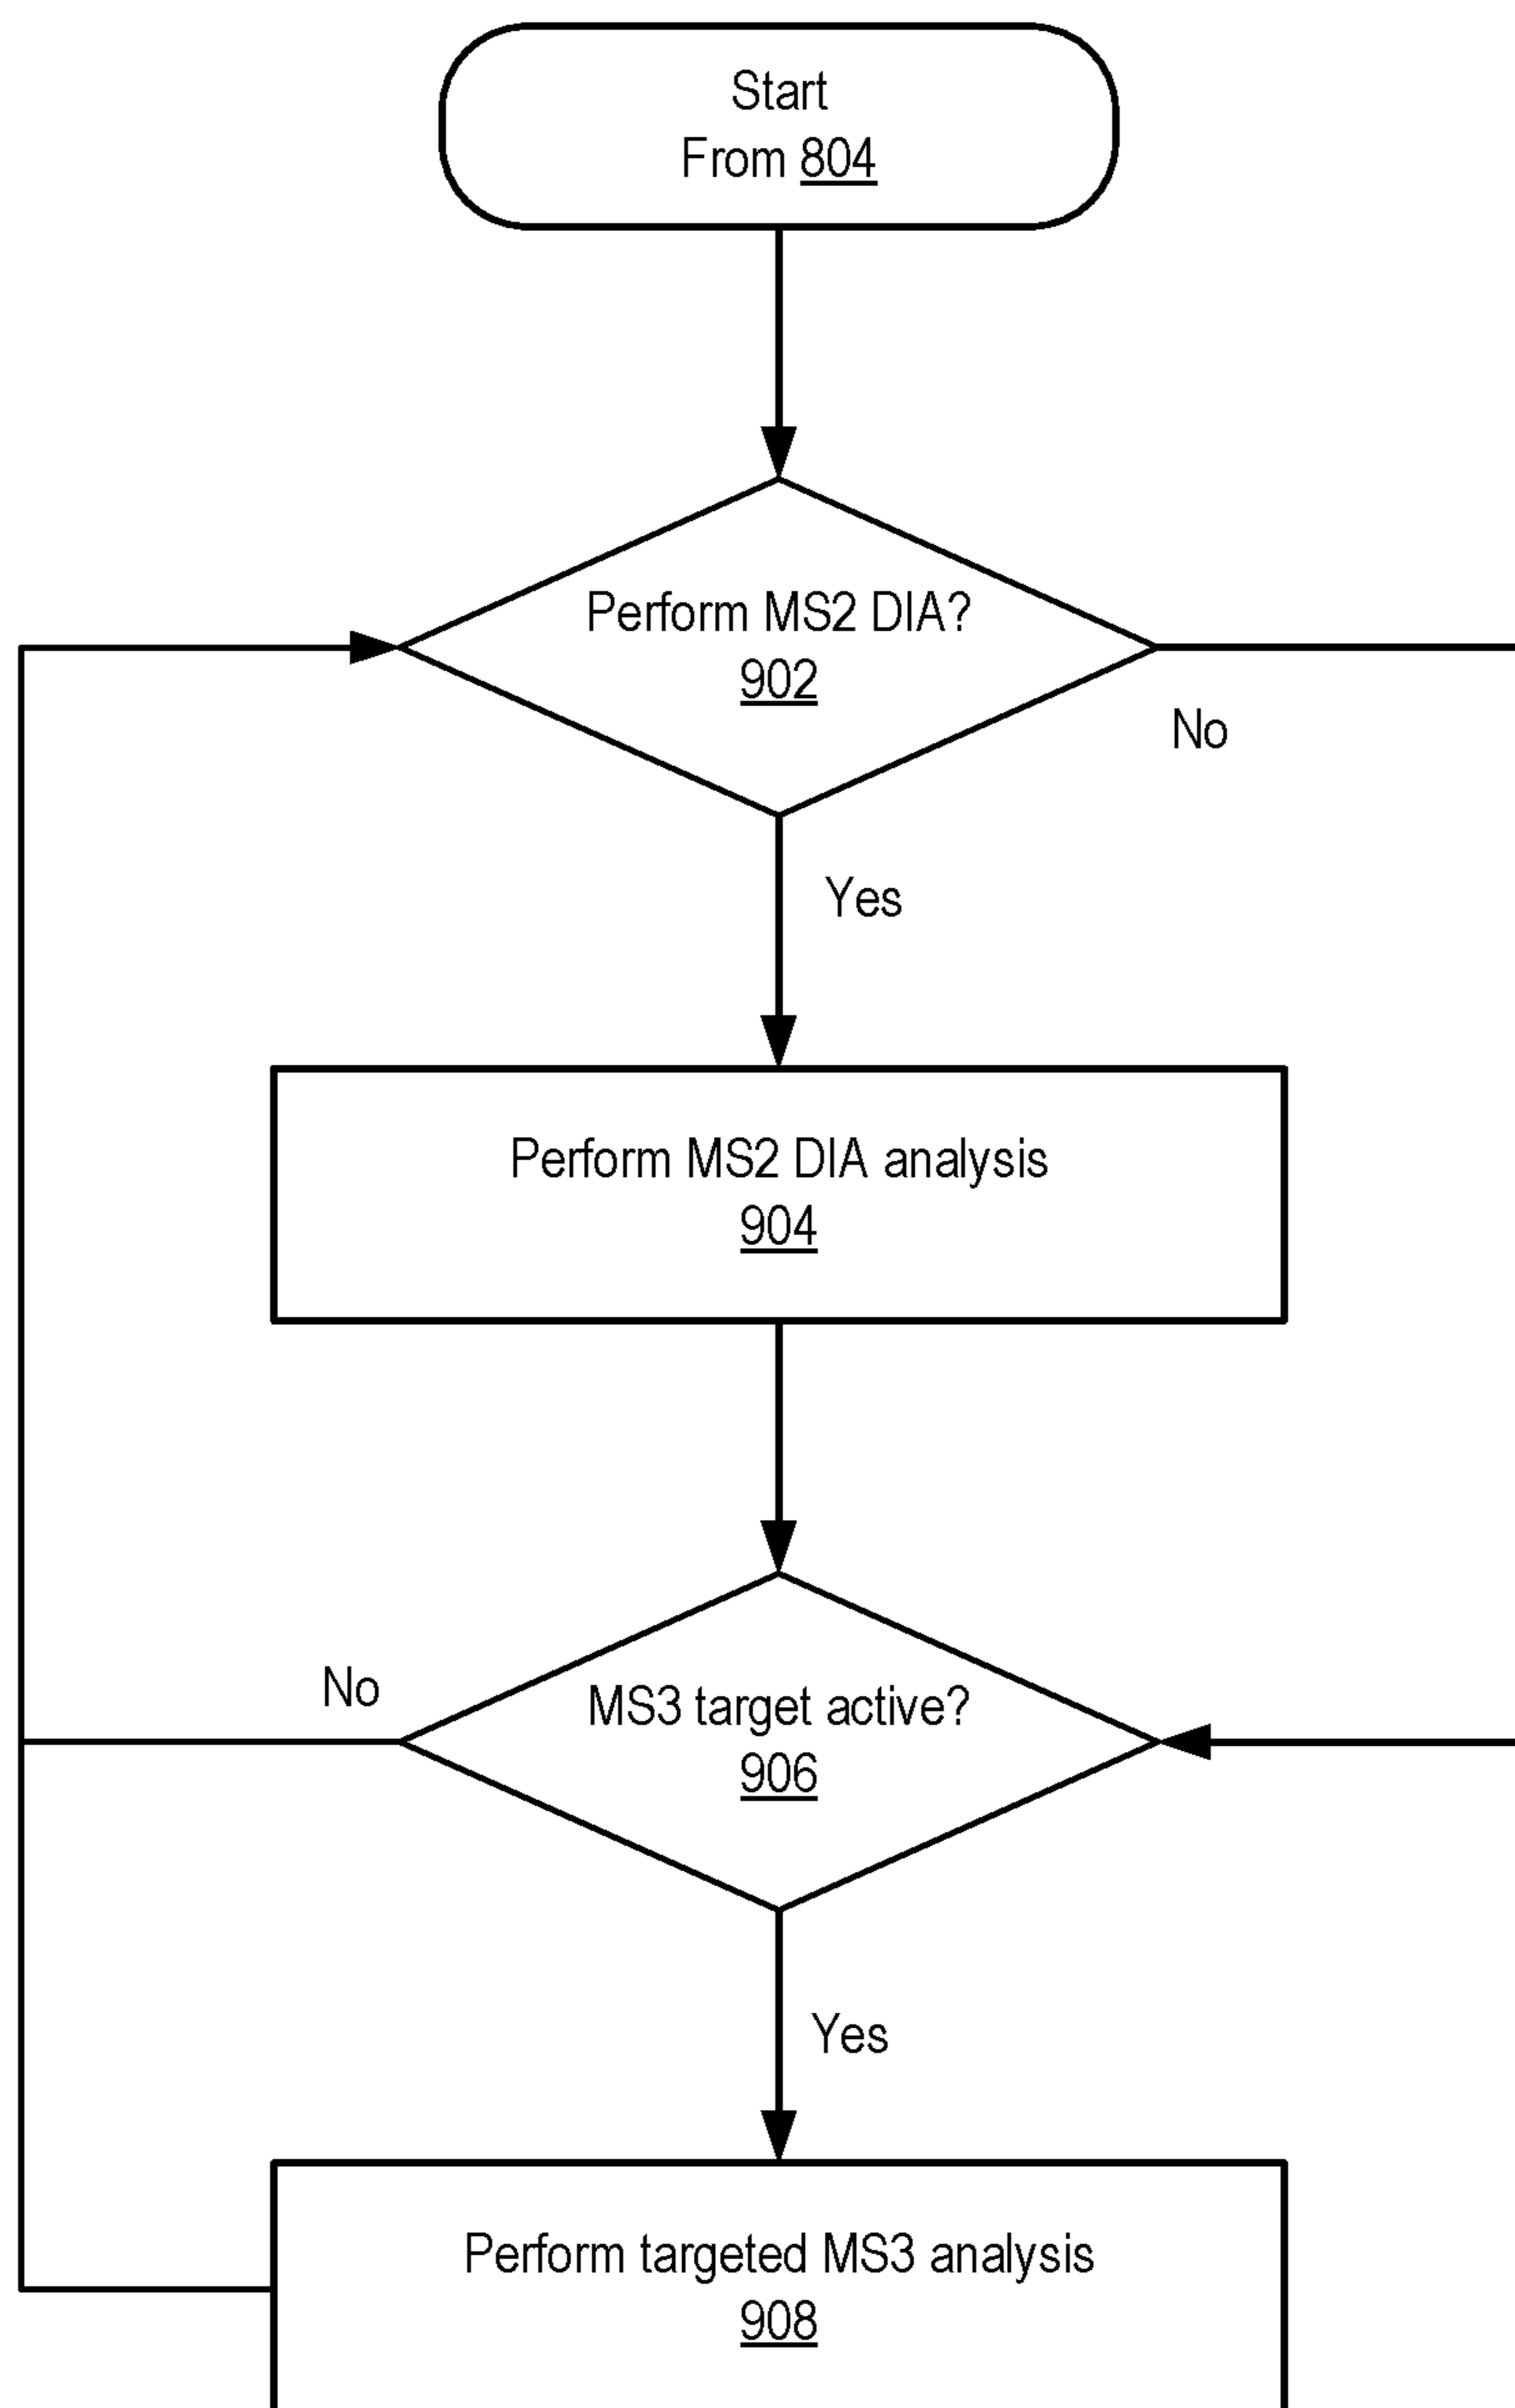 Start
From 804
Perform MS2 DIA?
902
No
Yes
Perform MS2 DIA analysis
904
No
MS3 target active?
906
Yes
Perform targeted MS3 analysis
908